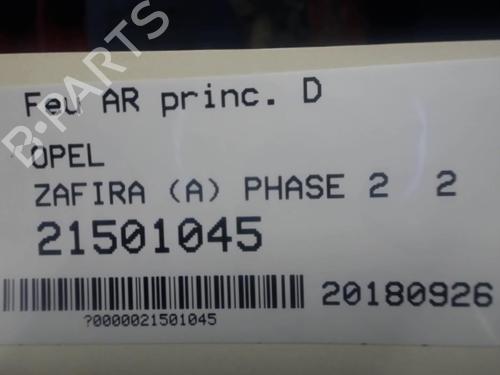 B-PARTS
Feu AR princ. D
OPEL
ZAFIRA (A) PHASE 2 2
21501045
20180926
?0000021501045